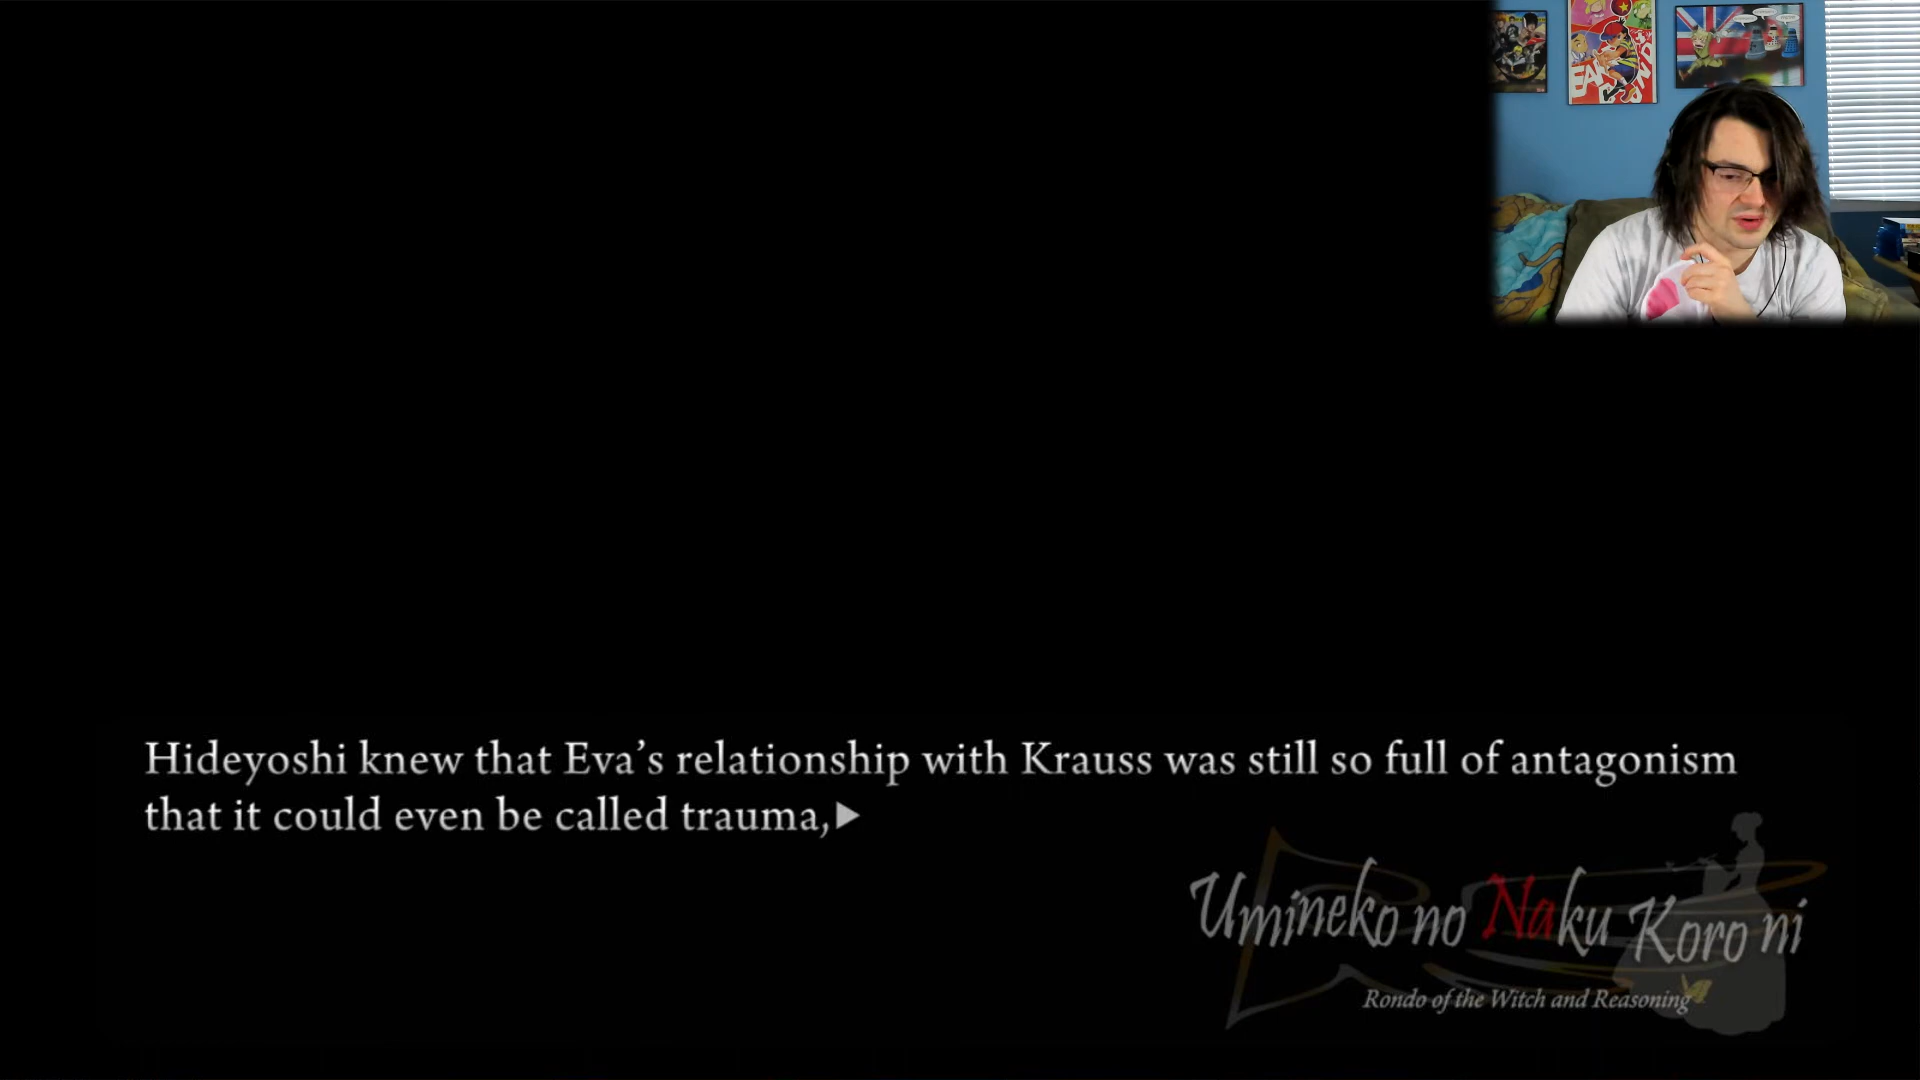 Hideyoshi knew that Eva's relationship with Krauss was still so full of antagonism
that it could even be called trauma,
Umineko no Naku Koro ni
Rondo of the Witch and Reasoning